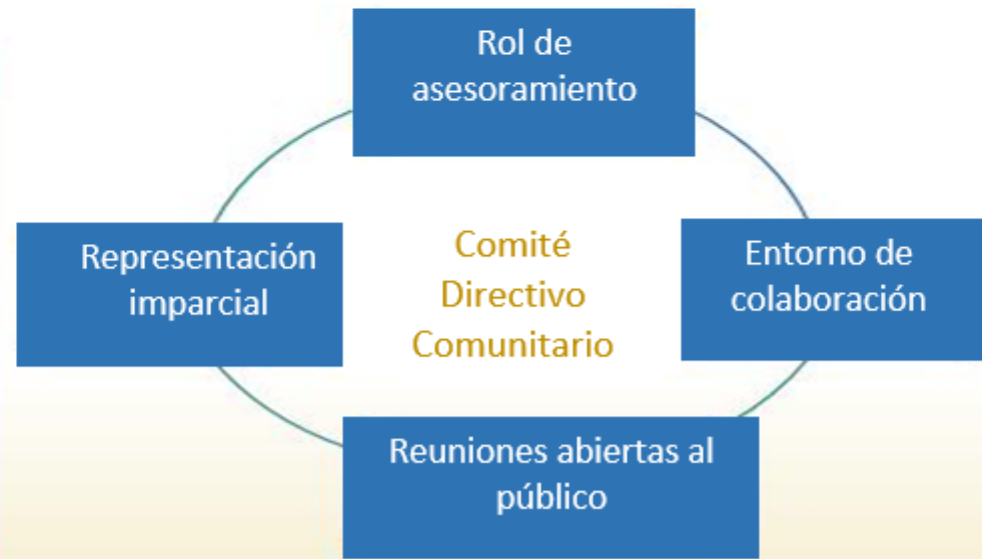 Rol de
asesoramiento
Representación
imparcial
Comité
Directivo
Comunitario
Entorno de
colaboración
Reuniones abiertas al
público